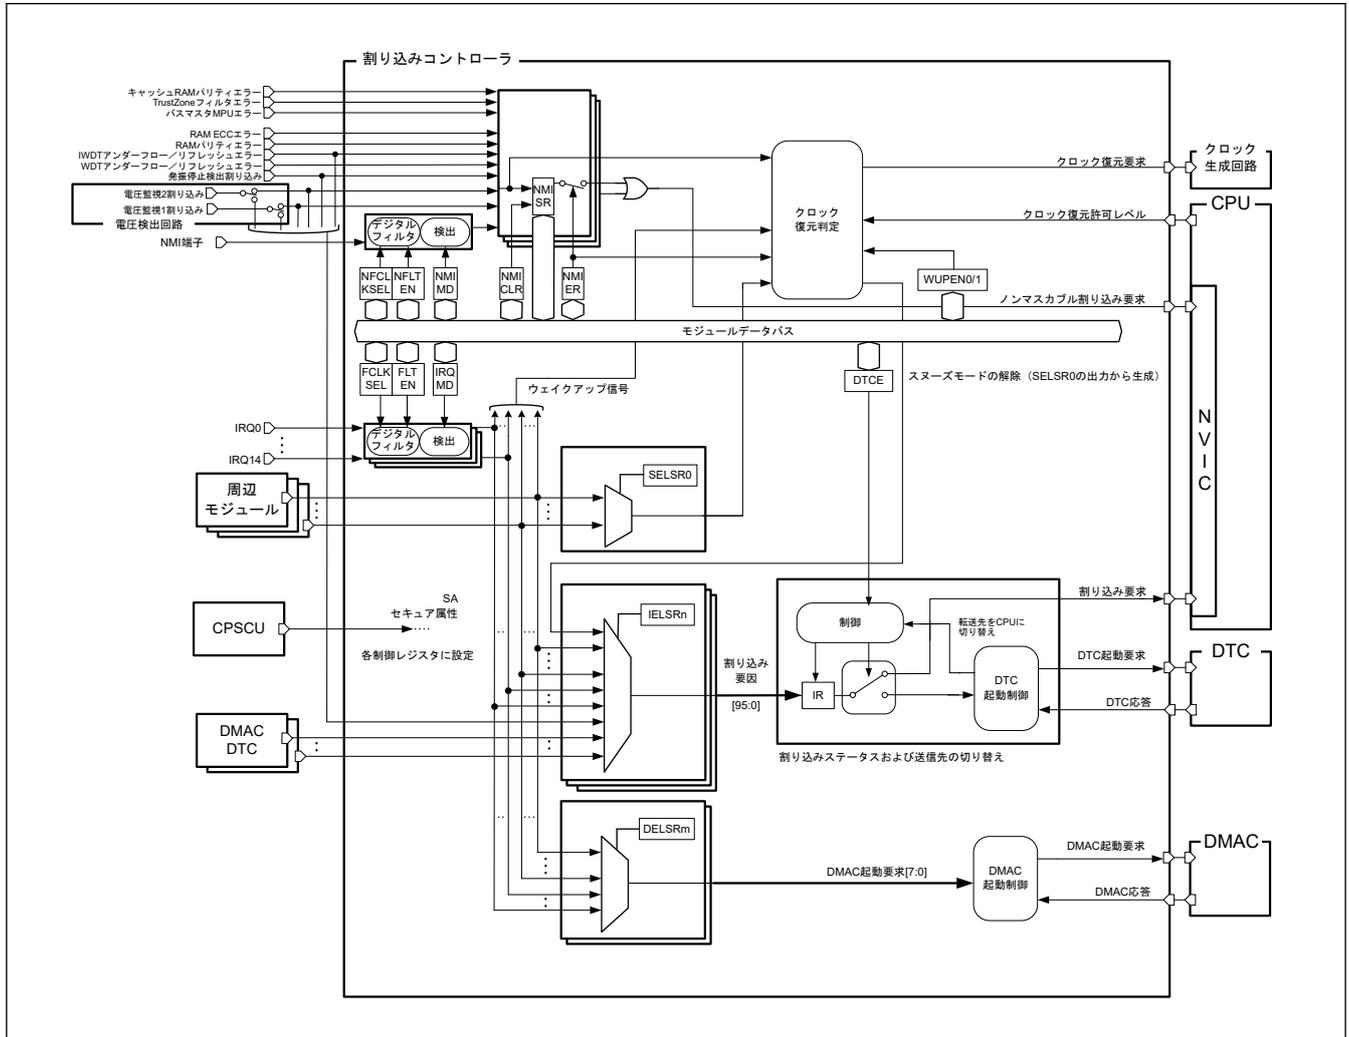 割り込みコントローラ
キャッシュRAMパリティエラー
TrustZoneフィルタエラー
バスマスタMPUエラー
RAM ECCエラー
RAMパリティエラー
IWDTアンダーフロー／リフレッシュエラー
WDTアンダーフロー／リフレッシュエラー
発振停止検出割り込み
電圧監視2割り込み
電圧監視1割り込み
電圧検出回路
NMI端子
デジタル
フィルタ
検出
NMI
SR
NFCL
KSEL
NFLT
EN
NMI
MD
NMI
CLR
NMI
ER
クロック
復元判定
クロック復元要求
クロック
生成回路
CPU
クロック復元許可レベル
WUPEN0/1
ノンマスカブル割り込み要求
モジュールデータバス
FCLK
SEL
FLT
EN
IRQ
MD
ウェイクアップ信号
DTCE
スヌーズモードの解除（SELSR0の出力から生成）
NVIC
IRQ0
IRQ14
デジタル
フィルタ
検出
周辺
モジュール
SELSR0
CPSCU
SA
セキュア属性
各制御レジスタに設定
IELSRn
割り込み
要因
[95:0]
制御
転送先をCPUに
切り替え
IR
DTC
起動制御
割り込み要求
DTC
DTC起動要求
DTC応答
割り込みステータスおよび送信先の切り替え
DMAC
DTC
DELSRm
DMAC起動要求[7:0]
DMAC
起動制御
DMAC起動要求
DMAC応答
DMAC